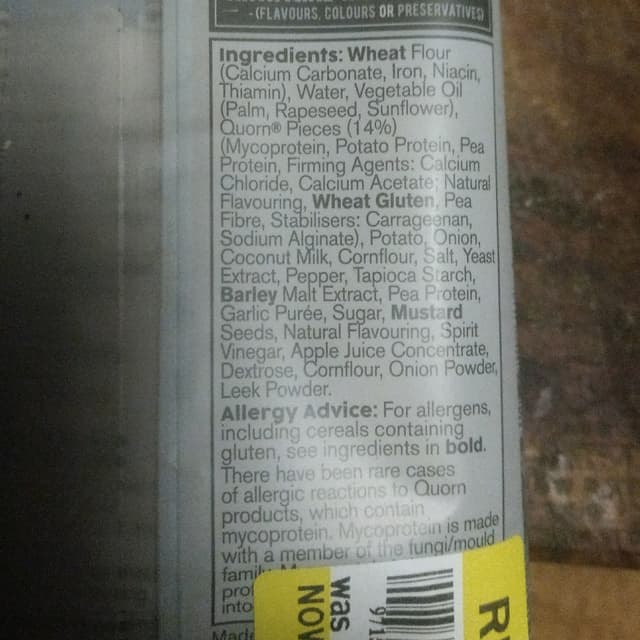 (FLAVOURS, COLOURS OR PRESERVATIVES)
Ingredients: Wheat Flour
(Calcium Carbonate, Iron, Niacin,
Thiamin), Water, Vegetable Oil
(Palm, Rapeseed, Sunflower),
Quorn® Pieces (14%)
(Mycoprotein, Potato Protein, Pea
Protein, Firming Agents: Calcium
Chloride, Calcium Acetate; Natural
Flavouring, Wheat Gluten, Pea
Fibre, Stabilisers: Carrageenan,
Sodium Alginate), Potato, Onion,
Coconut Milk, Cornflour, Salt, Yeast
Extract, Pepper, Tapioca Starch,
Barley Malt Extract, Pea Protein,
Garlic Purée, Sugar, Mustard
Seeds, Natural Flavouring, Spirit
Vinegar, Apple Juice Concentrate,
Dextrose, Cornflour, Onion Powder,
Leek Powder.
Allergy Advice: For allergens,
including cereals containing
gluten, see ingredients in bold.
There have been rare cases
of allergic reactions to Quorn
products, which contain
mycoprotein. Mycoprotein is made
with a member of the fungi/mould
into
Made
was
NOW
R